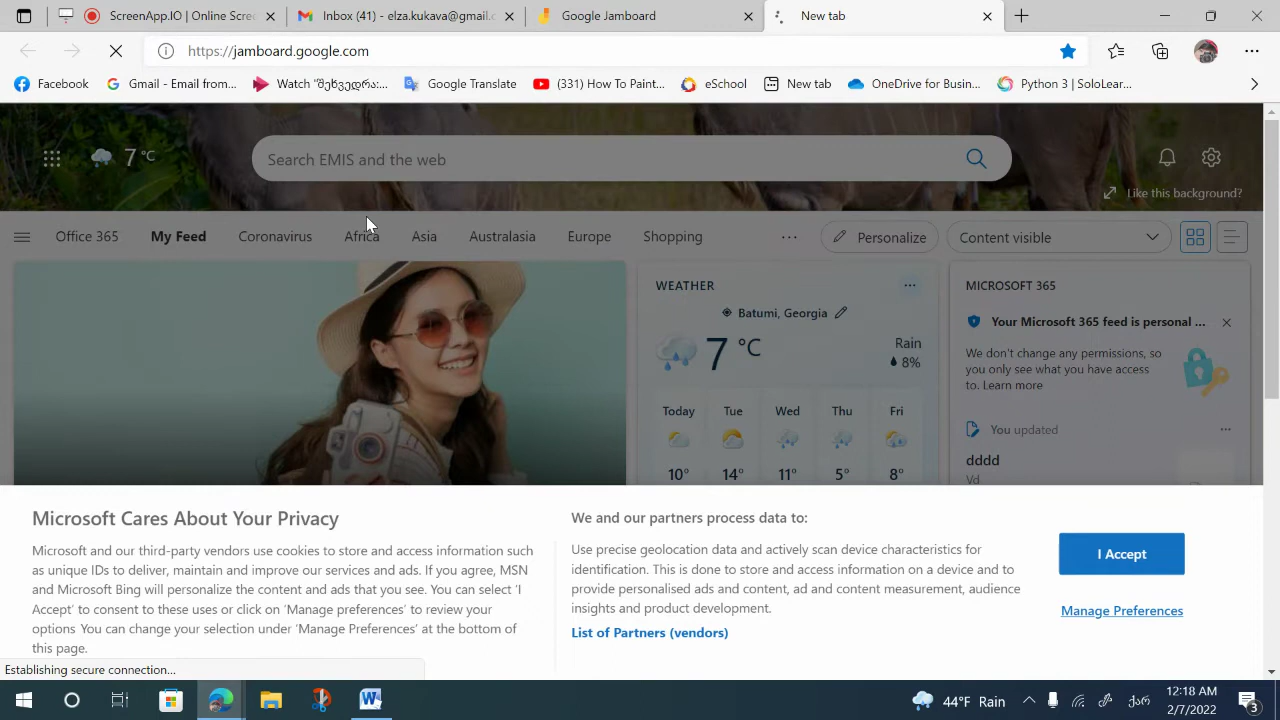 ScreenApp.IO | Online Scree
Inbox (41) - elza.kukava@gmail.c
Google Jamboard
New tab
https://jamboard.google.com
Facebook
Gmail - Email from...
Google Translate
(331) How To Paint...
eSchool
New tab
OneDrive for Busin...
Python 3 | SoloLear...
7 °C
Search EMIS and the web
Like this background?
Office 365
My Feed
Coronavirus
Africa
Asia
Australasia
Europe
Shopping
...
Personalize
Content visible
WEATHER
...
Batumi, Georgia
7 °C
Rain
8%
Today
Tue
Wed
Thu
Fri
10°
14°
11°
5°
8°
MICROSOFT 365
Your Microsoft 365 feed is personal ...
We don't change any permissions, so
you only see what you have access
to. Learn more
You updated
...
dddd
Vd
Microsoft Cares About Your Privacy
Microsoft and our third-party vendors use cookies to store and access information such
as unique IDs to deliver, maintain and improve our services and ads. If you agree, MSN
and Microsoft Bing will personalize the content and ads that you see. You can select 'I
Accept' to consent to these uses or click on 'Manage preferences' to review your
options. You can change your selection under 'Manage Preferences' at the bottom of
this page.
We and our partners process data to:
Use precise geolocation data and actively scan device characteristics for
identification. This is done to store and access information on a device and to
provide personalised ads and content, ad and content measurement, audience
insights and product development.
List of Partners (vendors)
I Accept
Manage Preferences
Establishing secure connection...
44°F Rain
ქარ
12:18 AM
2/7/2022
3